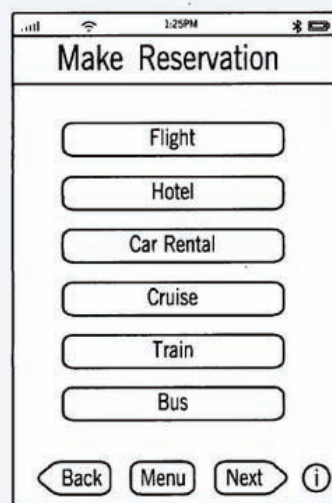 1:25PM
Make Reservation
Flight
Hotel
Car Rental
Cruise
Train
Bus
Back Menu Next i